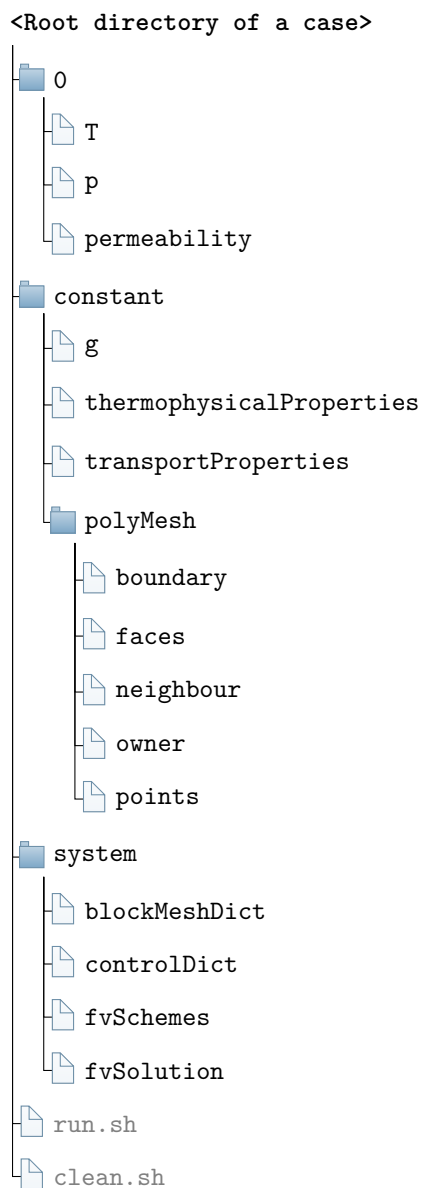 <Root directory of a case>
0
T
p
permeability
constant
g
thermophysicalProperties
transportProperties
polyMesh
boundary
faces
neighbour
owner
points
system
blockMeshDict
controlDict
fvSchemes
fvSolution
run.sh
clean.sh